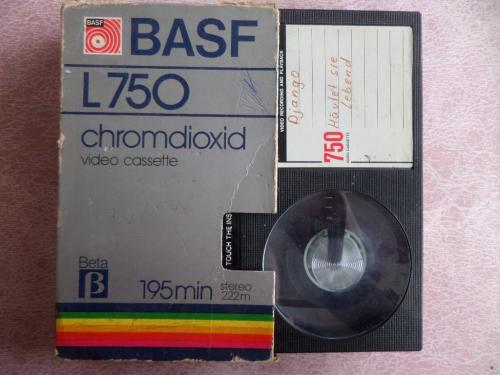 BASF
BASF
L750
chromdioxid
video cassette
Beta
β
195min
stereo
222m
VIDEO RECORDING AND PLAYBACK
Django
Häutet sie
lebend
750
TOUCH THE INS